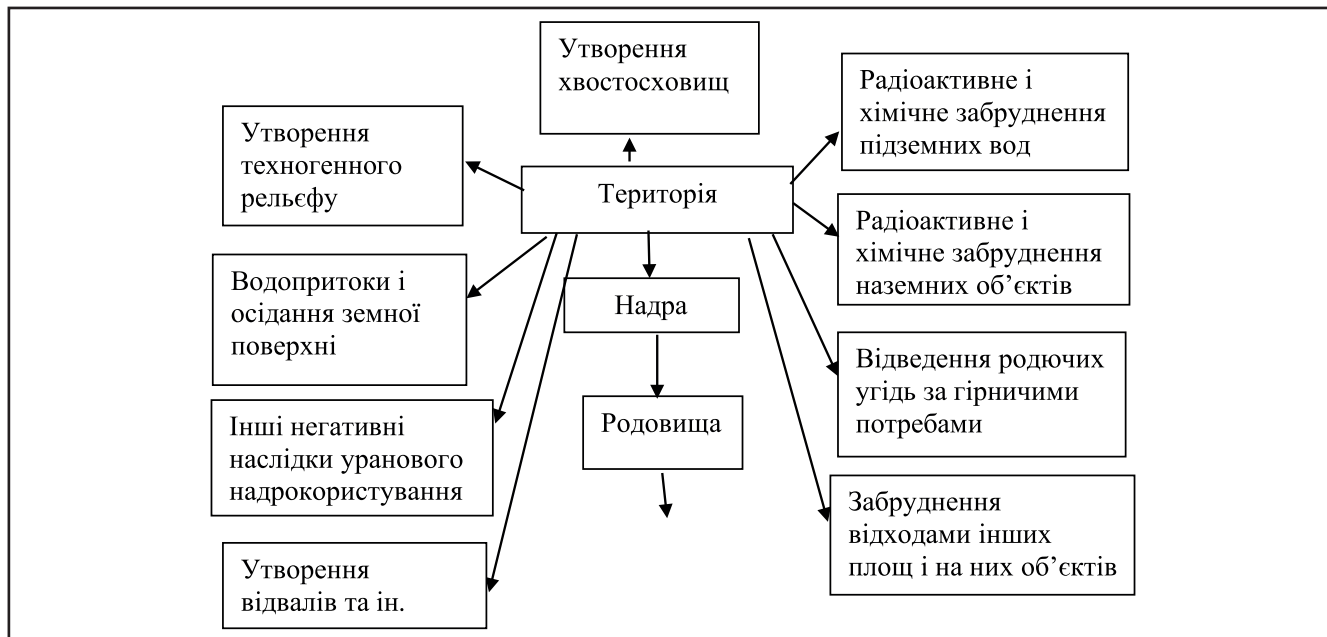 Утворення
хвостосховищ
Радіоактивне і
хімічне забруднення
підземних вод
Утворення
техногенного
рельєфу
Територія
Радіоактивне і
хімічне забруднення
наземних об’єктів
Водопритоки і
осідання земної
поверхні
Надра
Відведення родючих
угідь за гірничими
потребами
Інші негативні
наслідки уранового
надрокористування
Родовища
Забруднення
відходами інших
площ і на них об’єктів
Утворення
відвалів та ін.